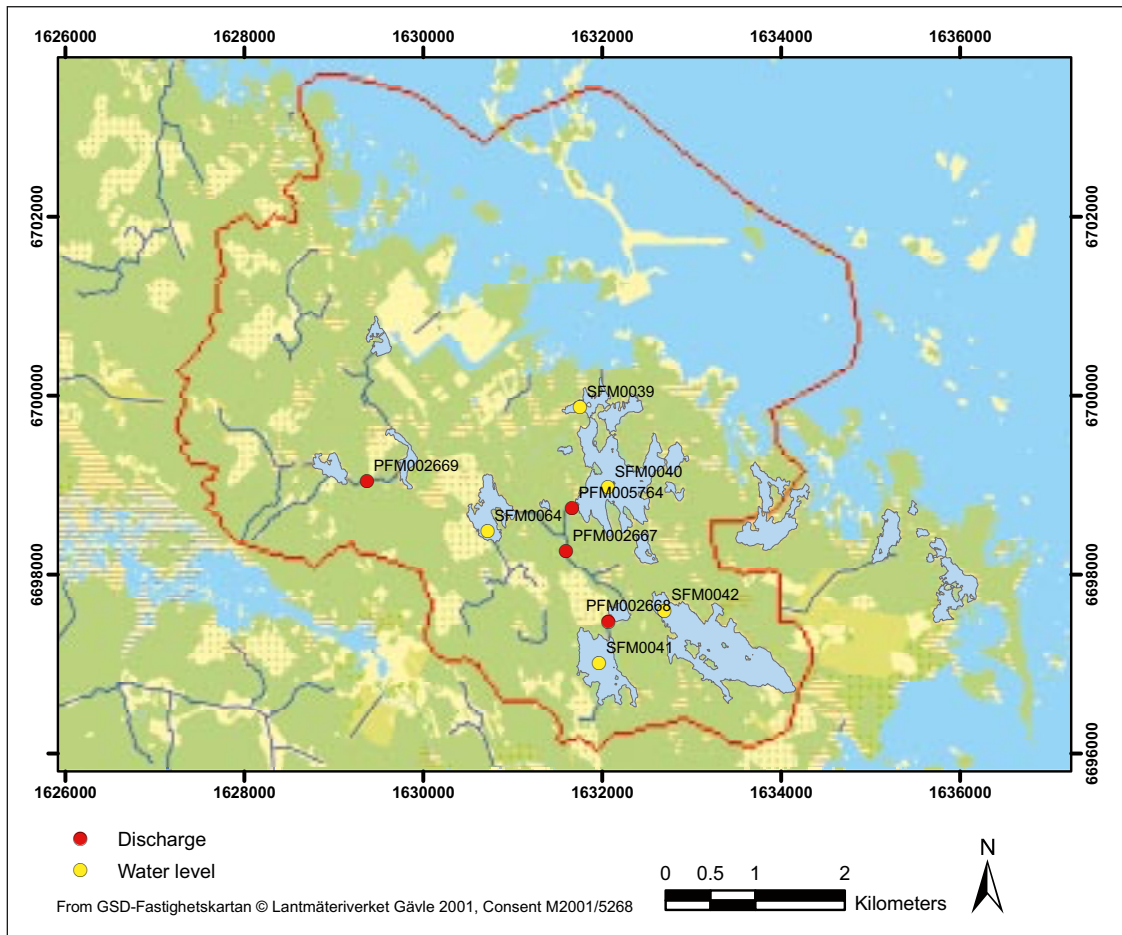 1626000 1628000 1630000 1632000 1634000 1636000
6702000 6702000
6700000 6700000
SFM0039
PFM002669
SFM0040
PFM005764
SFM0064
PFM002667
6698000 6698000
SFM0042
PFM002668
SFM0041
6696000 6696000
1626000 1628000 1630000 1632000 1634000 1636000
Discharge
Water level
N
0 0.5 1 2
Kilometers
From GSD-Fastighetskartan © Lantmäteriverket Gävle 2001, Consent M2001/5268